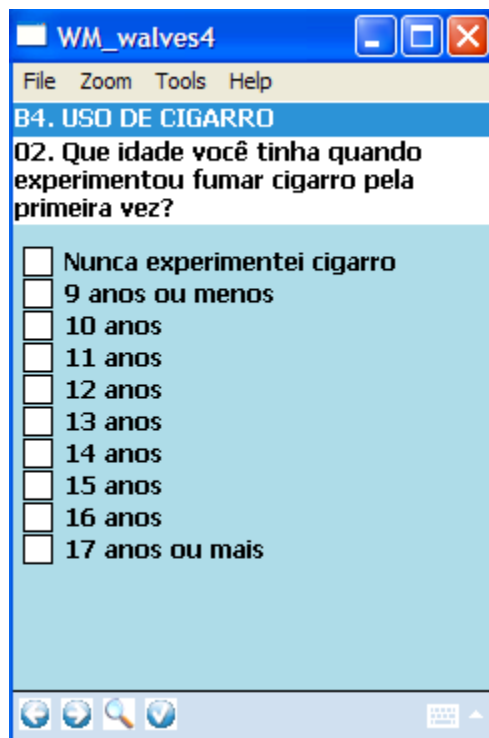 WM_walves4
File Zoom Tools Help
B4. USO DE CIGARRO
02. Que idade você tinha quando
experimentou fumar cigarro pela
primeira vez?
Nunca experimentei cigarro
9 anos ou menos
10 anos
11 anos
12 anos
13 anos
14 anos
15 anos
16 anos
17 anos ou mais